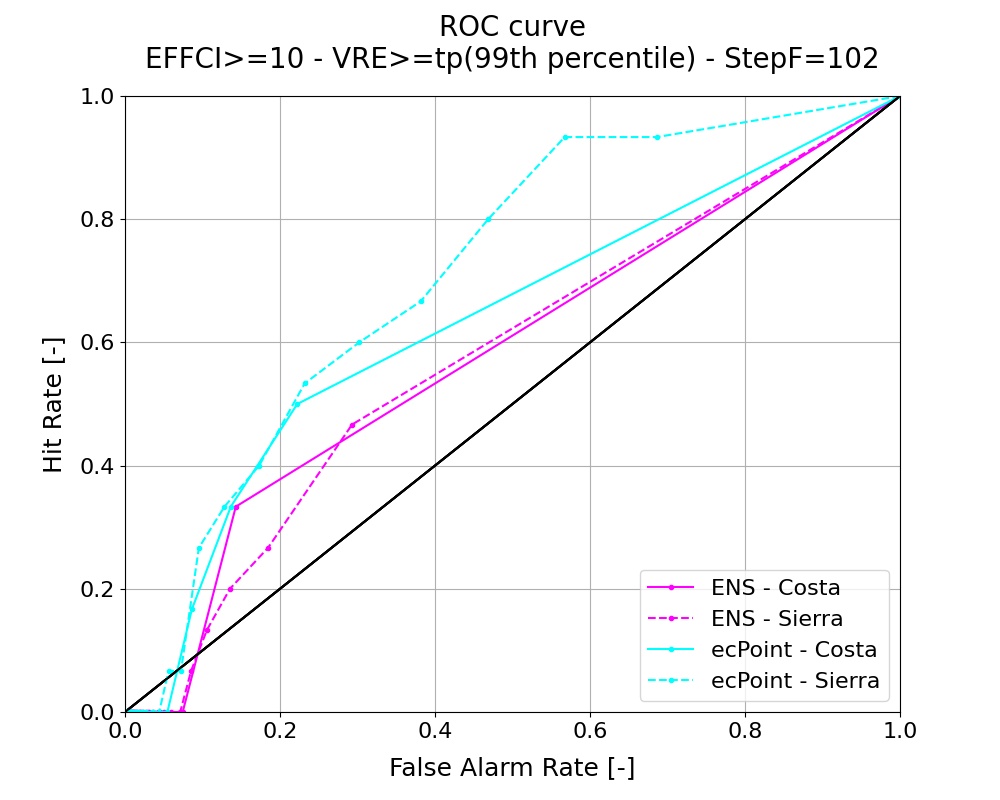 ROC curve
EFFCI>=10 - VRE>=tp(99th percentile) - StepF=102
1.0
0.8
0.6
0.4
0.2
0.0
Hit Rate [-]
0.0 0.2 0.4 0.6 0.8 1.0
False Alarm Rate [-]
ENS - Costa
ENS - Sierra
ecPoint - Costa
ecPoint - Sierra